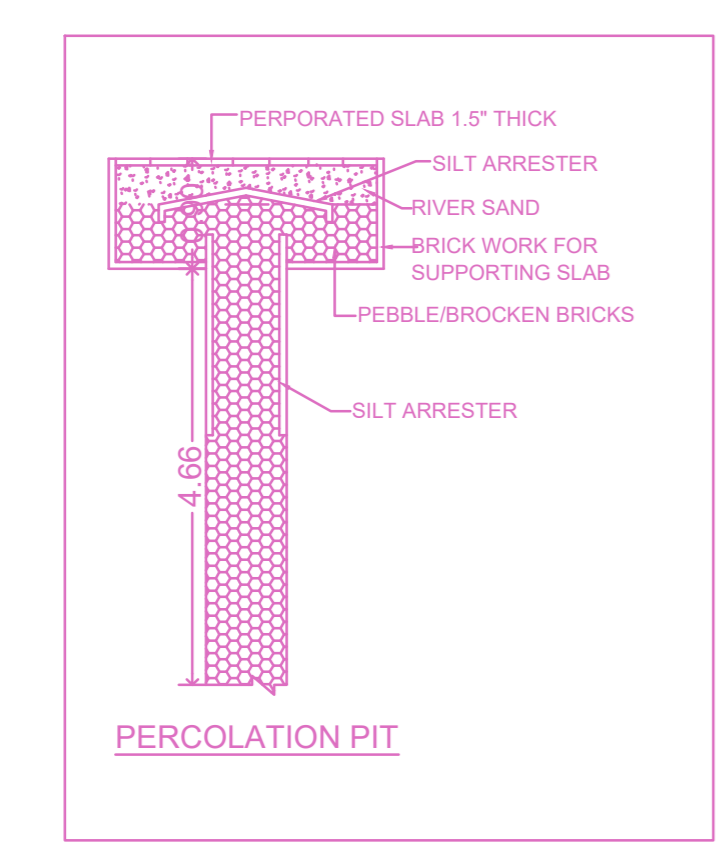 PERPORATED SLAB 1.5" THICK
SILT ARRESTER
RIVER SAND
BRICK WORK FOR
SUPPORTING SLAB
PEBBLE/BROCKEN BRICKS
SILT ARRESTER
4.66
PERCOLATION PIT